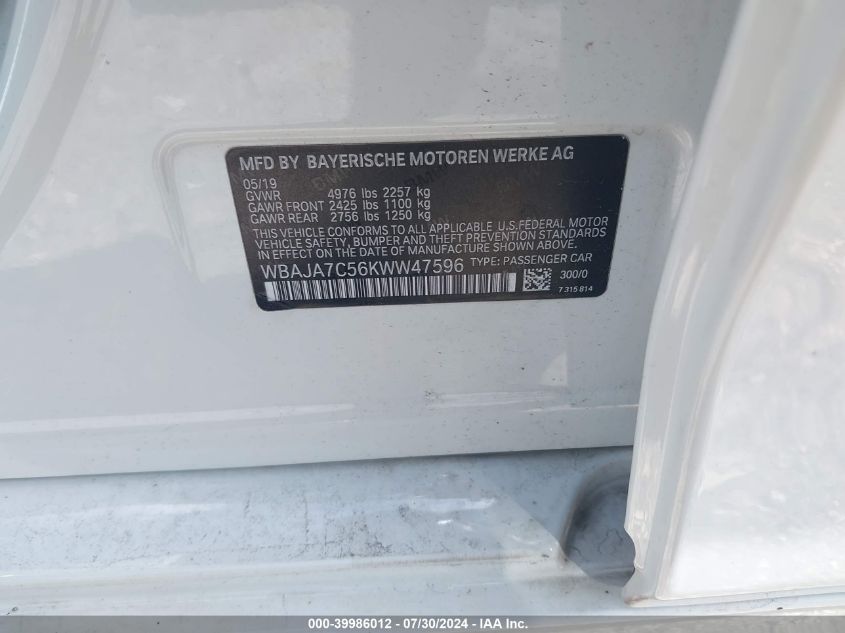 MFD BY BAYERISCHE MOTOREN WERKE AG
05/19
GVWR 4976 lbs 2257 kg
GAWR FRONT 2425 lbs 1100 kg
GAWR REAR 2756 lbs 1250 kg
THIS VEHICLE CONFORMS TO ALL APPLICABLE U.S.FEDERAL MOTOR
VEHICLE SAFETY, BUMPER AND THEFT PREVENTION STANDARDS
IN EFFECT ON THE DATE OF MANUFACTURE SHOWN ABOVE.
WBAJA7C56KWW47596 TYPE: PASSENGER CAR
300/0
7 315 814
000-39986012 - 07/30/2024 - IAA Inc.